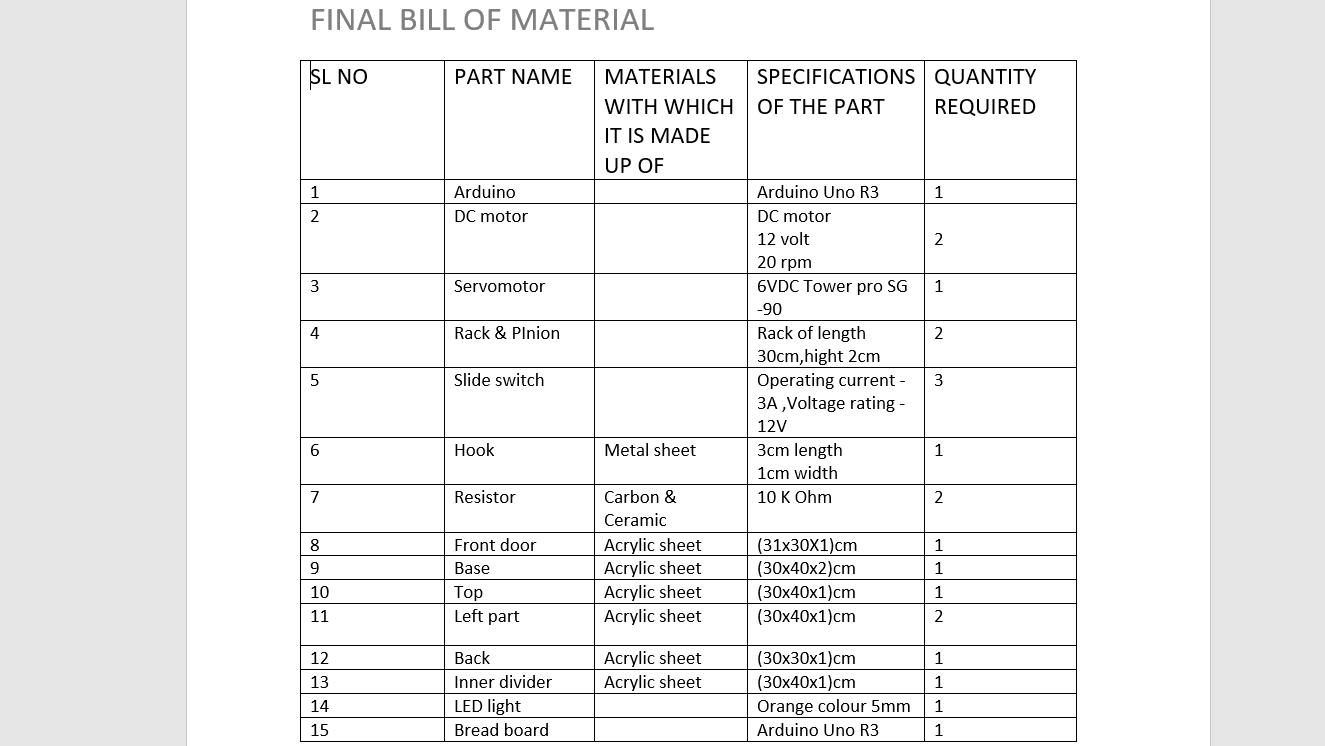 FINAL BILL OF MATERIAL
SL NO PART NAME MATERIALS WITH WHICH IT IS MADE UP OF SPECIFICATIONS OF THE PART QUANTITY REQUIRED
1 Arduino Arduino Uno R3 1
2 DC motor DC motor
12 volt 2
20 rpm
3 Servomotor 6VDC Tower pro SG 1
-90
4 Rack & PInion Rack of length 2
30cm,hight 2cm
5 Slide switch Operating current - 3
3A ,Voltage rating -
12V
6 Hook Metal sheet 3cm length 1
1cm width
7 Resistor Carbon & 10 K Ohm 2
Ceramic
8 Front door Acrylic sheet (31x30X1)cm 1
9 Base Acrylic sheet (30x40x2)cm 1
10 Top Acrylic sheet (30x40x1)cm 1
11 Left part Acrylic sheet (30x40x1)cm 2
12 Back Acrylic sheet (30x30x1)cm 1
13 Inner divider Acrylic sheet (30x40x1)cm 1
14 LED light Orange colour 5mm 1
15 Bread board Arduino Uno R3 1